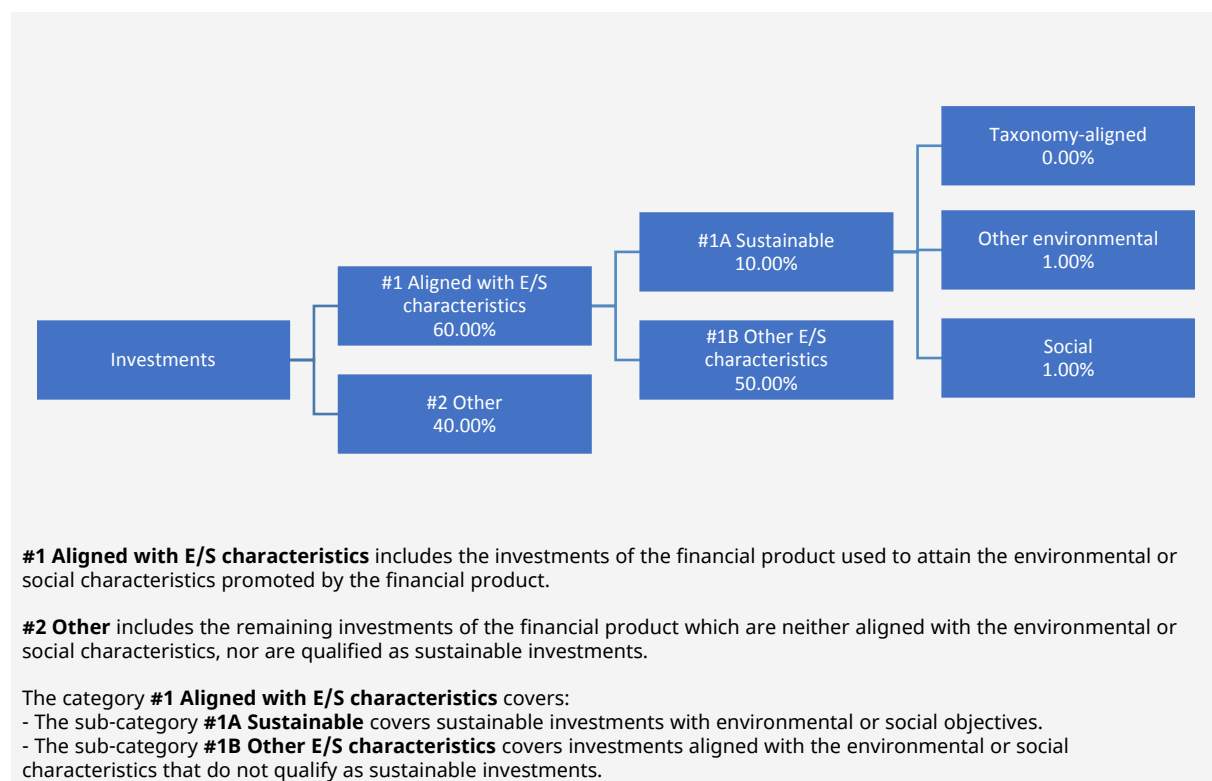 Taxonomy-aligned
0.00%
#1A Sustainable
10.00%
Other environmental
1.00%
#1 Aligned with E/S
characteristics
60.00%
Investments
#1B Other E/S
characteristics
50.00%
Social
1.00%
#2 Other
40.00%
#1 Aligned with E/S characteristics includes the investments of the financial product used to attain the environmental or
social characteristics promoted by the financial product.
#2 Other includes the remaining investments of the financial product which are neither aligned with the environmental or
social characteristics, nor are qualified as sustainable investments.
The category #1 Aligned with E/S characteristics covers:
- The sub-category #1A Sustainable covers sustainable investments with environmental or social objectives.
- The sub-category #1B Other E/S characteristics covers investments aligned with the environmental or social
characteristics that do not qualify as sustainable investments.